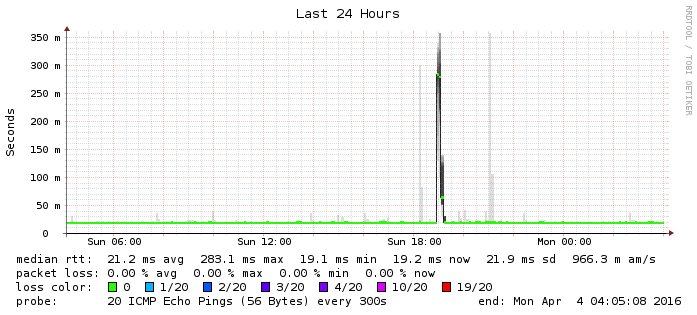 Last 24 Hours
RRDTOOL / TOBI OETIKER
Seconds
350 m
300 m
250 m
200 m
150 m
100 m
50 m
0
Sun 06:00 Sun 12:00 Sun 18:00 Mon 00:00
median rtt: 21.2 ms avg 283.1 ms max 19.1 ms min 19.2 ms now 21.9 ms sd 966.3 m am/s
packet loss: 0.00 % avg 0.00 % max 0.00 % min 0.00 % now
loss color: 0 1/20 2/20 3/20 4/20 10/20 19/20
probe: 20 ICMP Echo Pings (56 Bytes) every 300s end: Mon Apr 4 04:05:08 2016